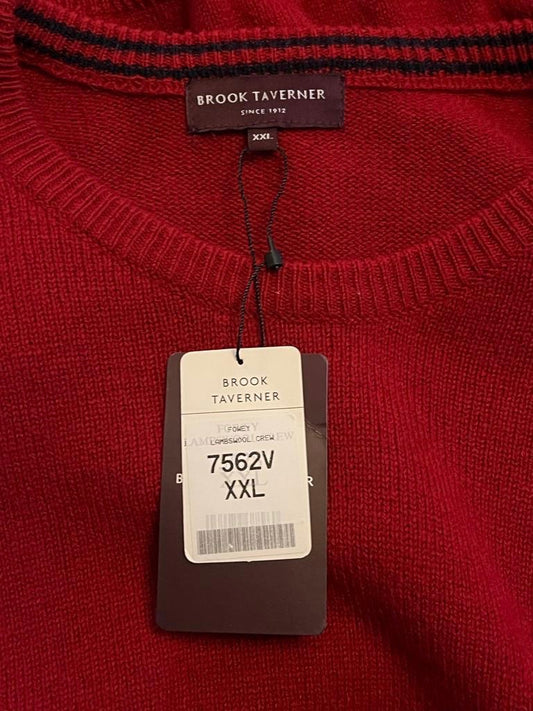 BROOK TAVERNER
SINCE 1912
XXL
BROOK
TAVERNER
FOWEY
LAMBSWOOL CREW
7562V
XXL